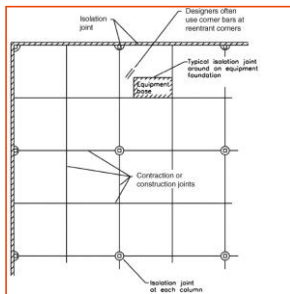 Isolation
joint
Designers often
use corner bars at
reentrant corners
Typical isolation joint
around on equipment
foundation
Equipment
base
Contraction or
construction joints
Isolation joint
at each column